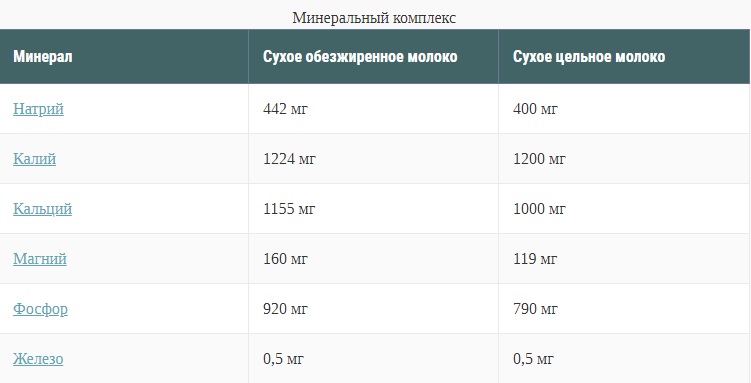 Минеральный комплекс
Минерал Сухое обезжиренное молоко Сухое цельное молоко
Натрий 442 мг 400 мг
Калий 1224 мг 1200 мг
Кальций 1155 мг 1000 мг
Магний 160 мг 119 мг
Фосфор 920 мг 790 мг
Железо 0,5 мг 0,5 мг